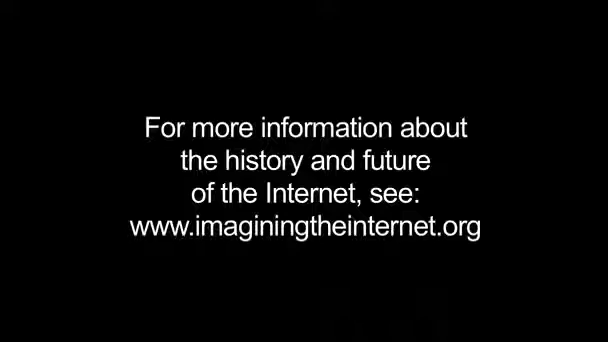 For more information about
the history and future
of the Internet, see:
www.imaginingtheinternet.org